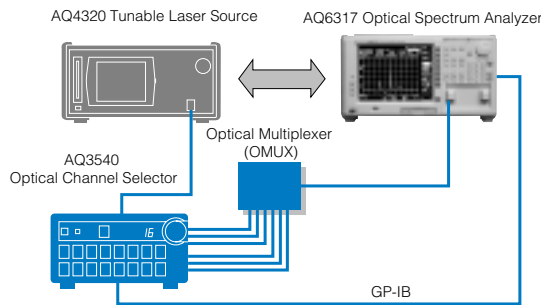 AQ4320 Tunable Laser Source
AQ6317 Optical Spectrum Analyzer
Optical Multiplexer
(OMUX)
AQ3540
Optical Channel Selector
16
GP-IB